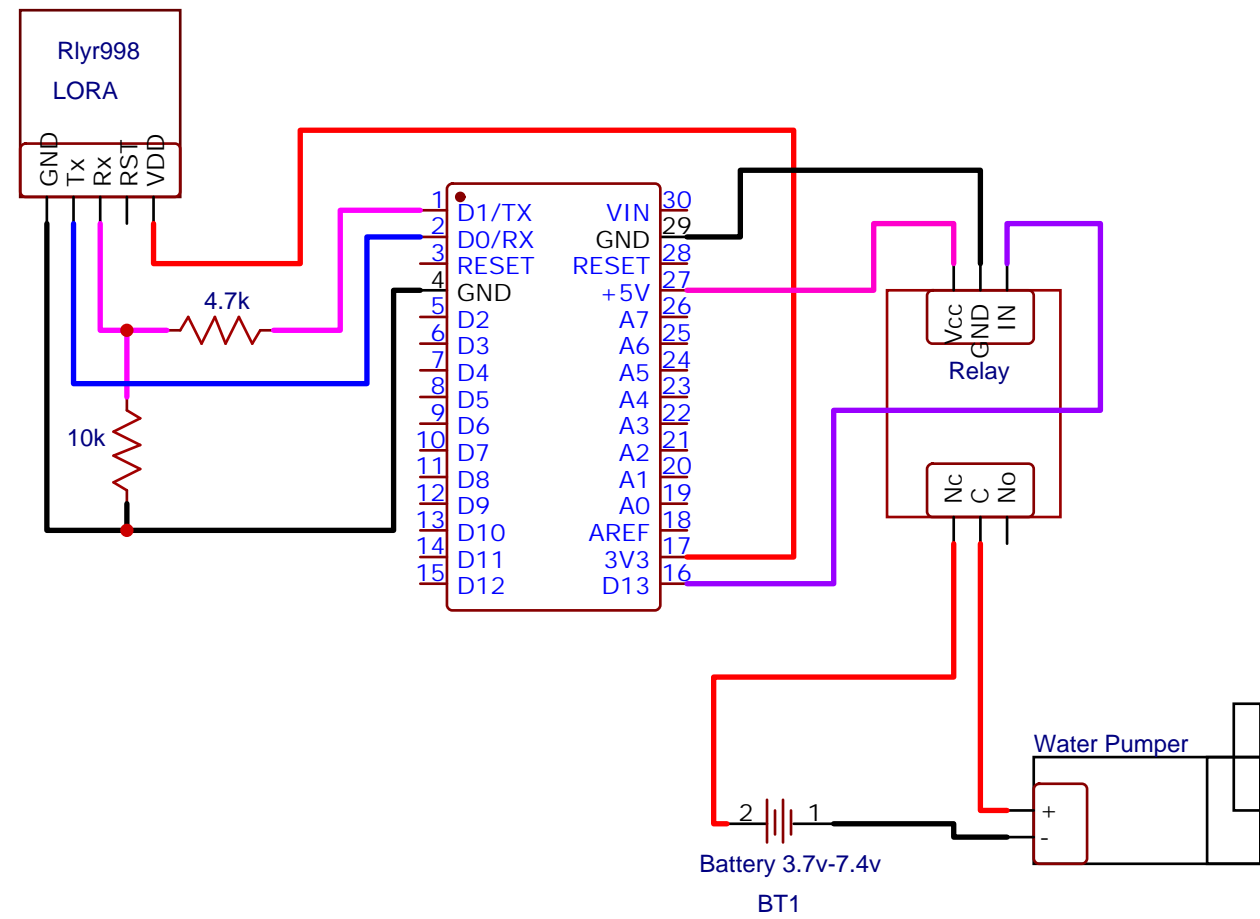 Rlyr998
LORA
GND
Tx
Rx
RST
VDD
4.7k
10k
1 D1/TX
2 D0/RX
3 RESET
4 GND
5 D2
6 D3
7 D4
8 D5
9 D6
10 D7
11 D8
12 D9
13 D10
14 D11
15 D12
VIN 30
GND 29
RESET 28
+5V 27
A7 26
A6 25
A5 24
A4 23
A3 22
A2 21
A1 20
A0 19
AREF 18
3V3 17
D13 16
Vcc
GND
IN
Relay
Nc
C
No
Water Pumper
+
-
2 1
Battery 3.7v-7.4v
BT1